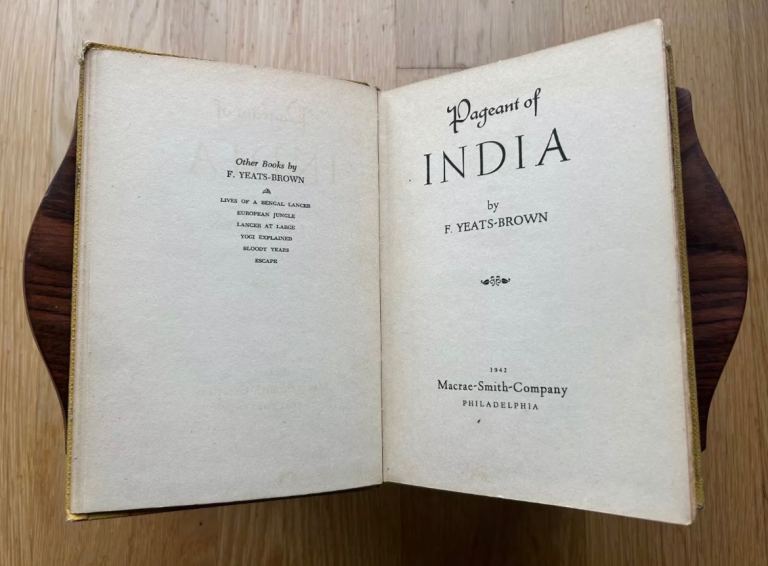 Other Books by
F. YEATS-BROWN
LIVES OF A BENGAL LANCER
EUROPEAN JUNGLE
LANCER AT LARGE
YOGI EXPLAINED
BLOODY YEARS
ESCAPE
Pageant of
INDIA
by
F. YEATS-BROWN
1942
Macrae-Smith-Company
PHILADELPHIA